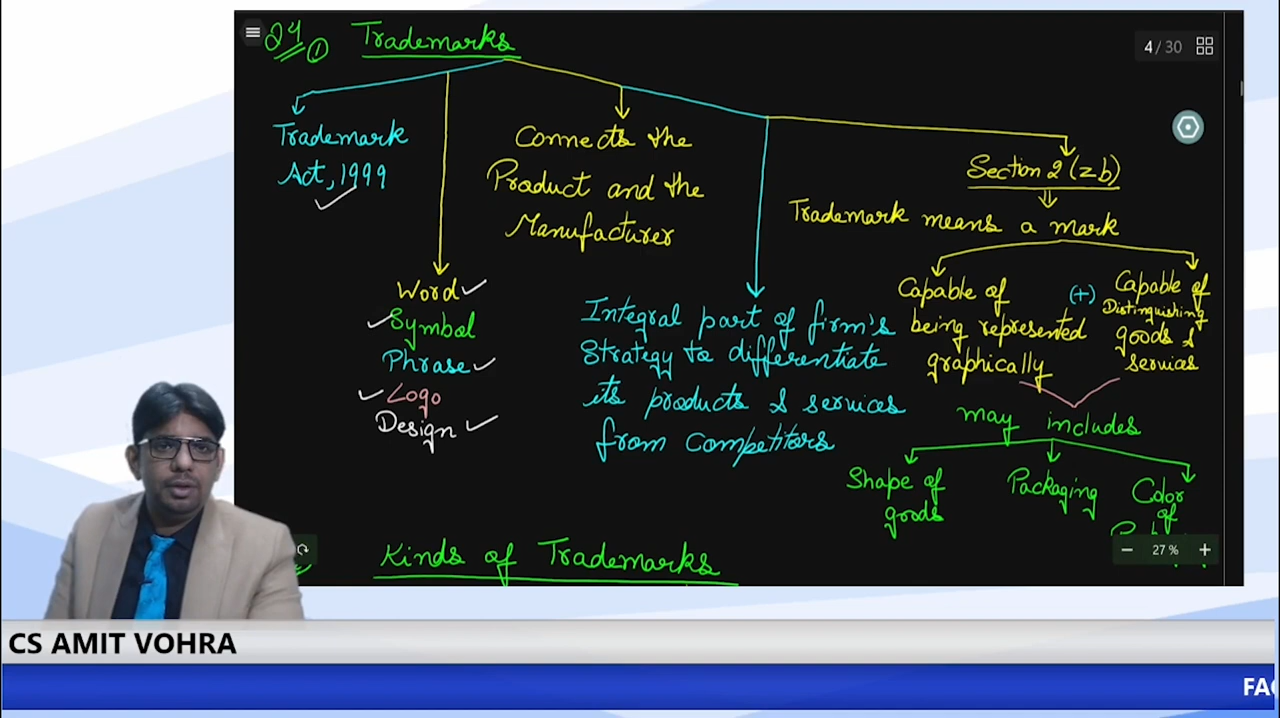 24 ① Trademarks
4 / 30
Trademark
Act, 1999
Word
Symbol
Phrase
Logo
Design
Connects the
Product and the
Manufacturer
Integral part of firm's
Strategy to differentiate
its products & services
from competitors
Section 2 (zb)
Trademark means a mark
Capable of
being represented
graphically
(+)
Capable of
Distinguishing
goods &
services
may includes
Shape of
goods
Packaging
Color
of
27 %
Kinds of Trademarks
CS AMIT VOHRA